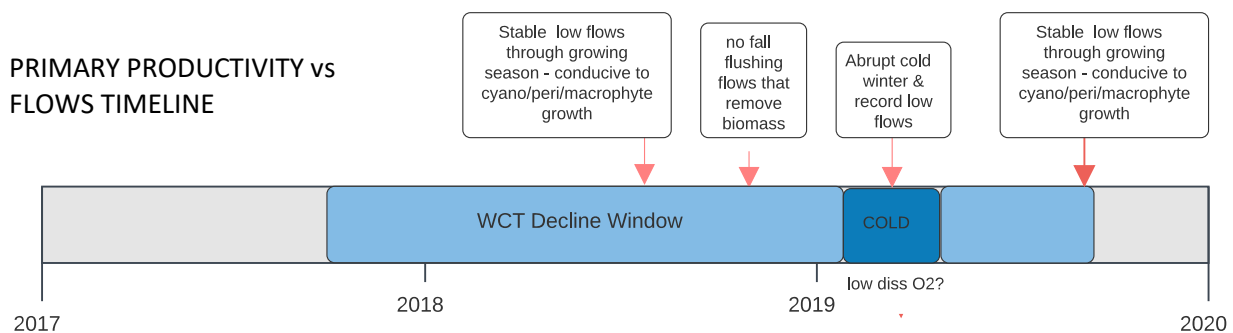 PRIMARY PRODUCTIVITY vs
FLOWS TIMELINE
Stable low flows
through growing
season - conducive to
cyano/peri/macrophyte
growth
no fall
flushing
flows that
remove
biomass
Abrupt cold
winter &
record low
flows
Stable low flows
through growing
season - conducive to
cyano/peri/macrophyte
growth
WCT Decline Window
COLD
low diss O2?
2017
2018
2019
2020